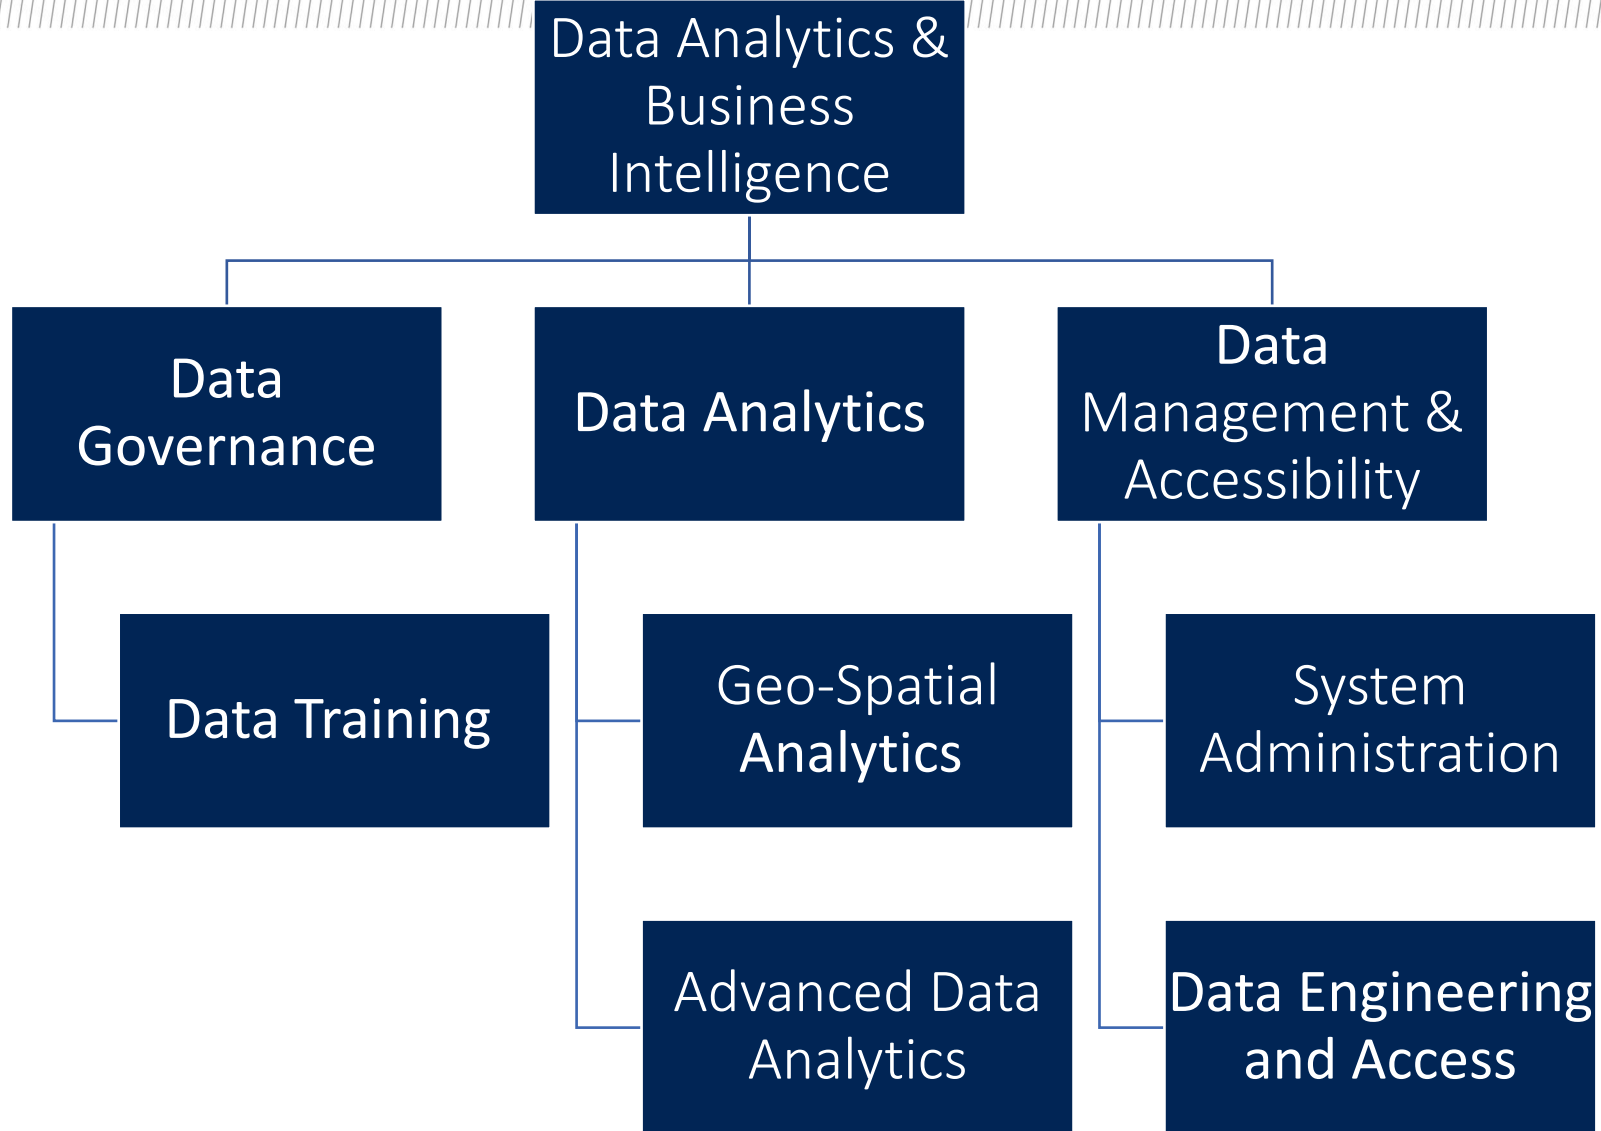 Data Analytics &
Business
Intelligence
Data
Governance
Data Analytics
Data
Management &
Accessibility
Data Training
Geo-Spatial
Analytics
System
Administration
Advanced Data
Analytics
Data Engineering
and Access